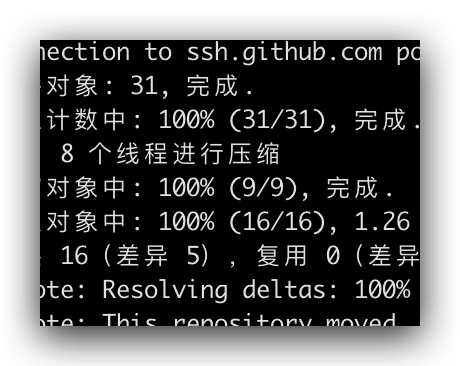 nection to ssh.github.com po
对象: 31, 完成.
计数中: 100% (31/31), 完成.
8 个线程进行压缩
对象中: 100% (9/9), 完成.
对象中: 100% (16/16), 1.26
16（差异 5），复用 0（差异
ote: Resolving deltas: 100%
ote: This repository moved.